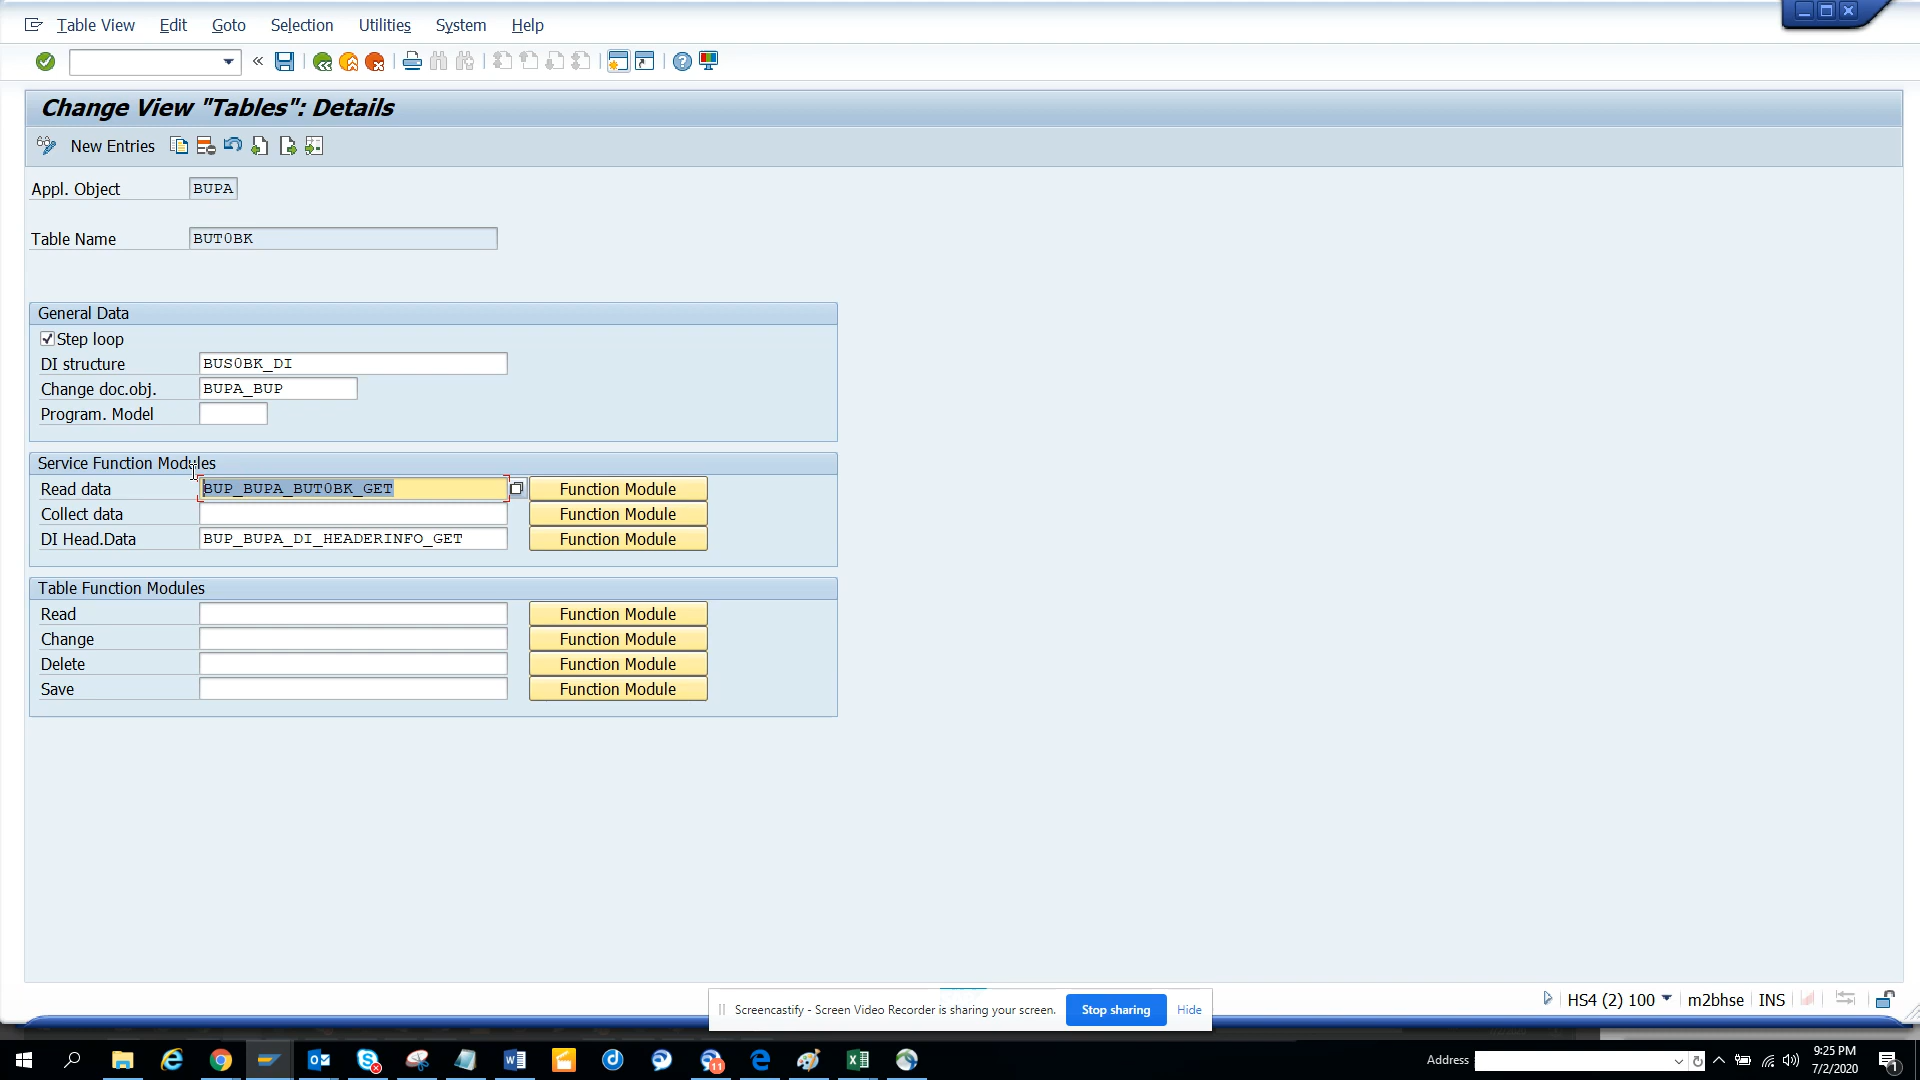 Table View Edit Goto Selection Utilities System Help
Change View "Tables": Details
New Entries
Appl. Object BUPA
Table Name BUT0BK
General Data
Step loop
DI structure BUS0BK_DI
Change doc.obj. BUPA_BUP
Program. Model
Service Function Modules
Read data BUP_BUPA_BUT0BK_GET Function Module
Collect data Function Module
DI Head.Data BUP_BUPA_DI_HEADERINFO_GET Function Module
Table Function Modules
Read Function Module
Change Function Module
Delete Function Module
Save Function Module
Screencastify - Screen Video Recorder is sharing your screen. Stop sharing Hide
HS4 (2) 100 m2bhse INS
11
Address
9:25 PM
7/2/2020
1